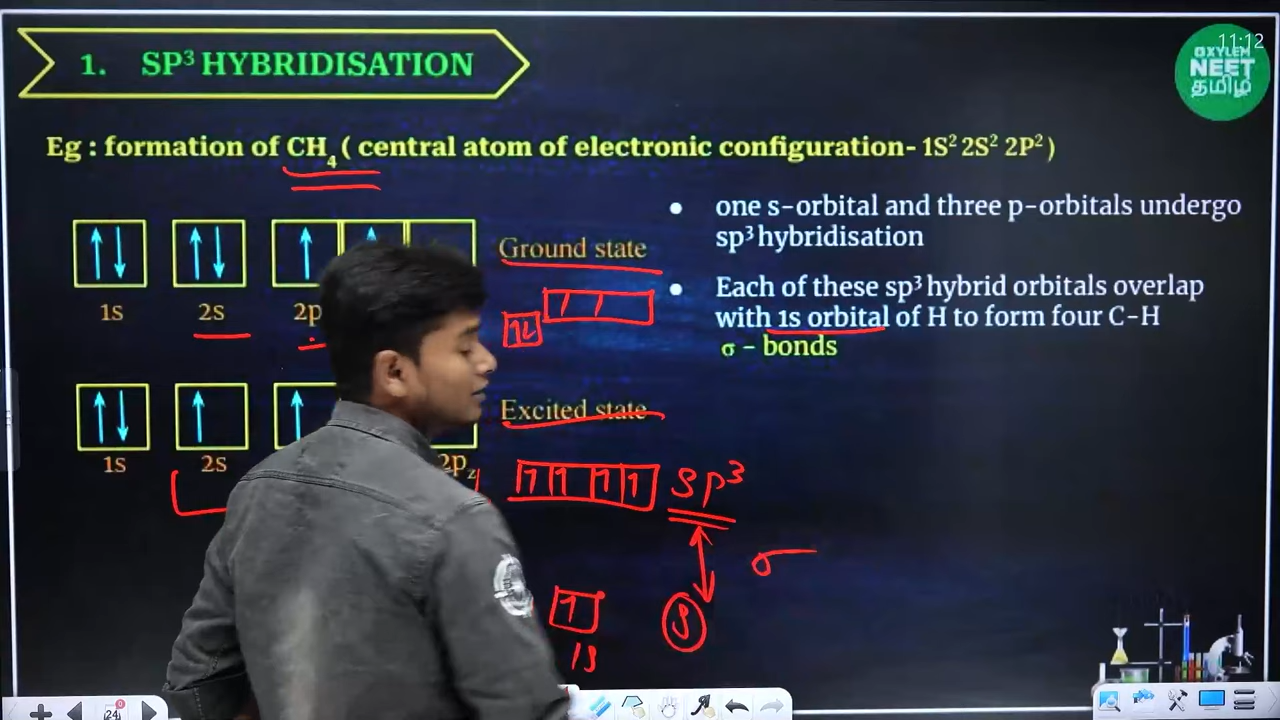 11:12
OXYLEM
NEET
தமிழ்
1. SP³ HYBRIDISATION
Eg : formation of CH₄ ( central atom of electronic configuration- 1S² 2S² 2P² )
1s 2s 2p
Ground state
1s 2s 2p_z
Excited state
• one s-orbital and three p-orbitals undergo
sp³ hybridisation
• Each of these sp³ hybrid orbitals overlap
with 1s orbital of H to form four C-H
σ - bonds
SP³
σ
1s
S
24